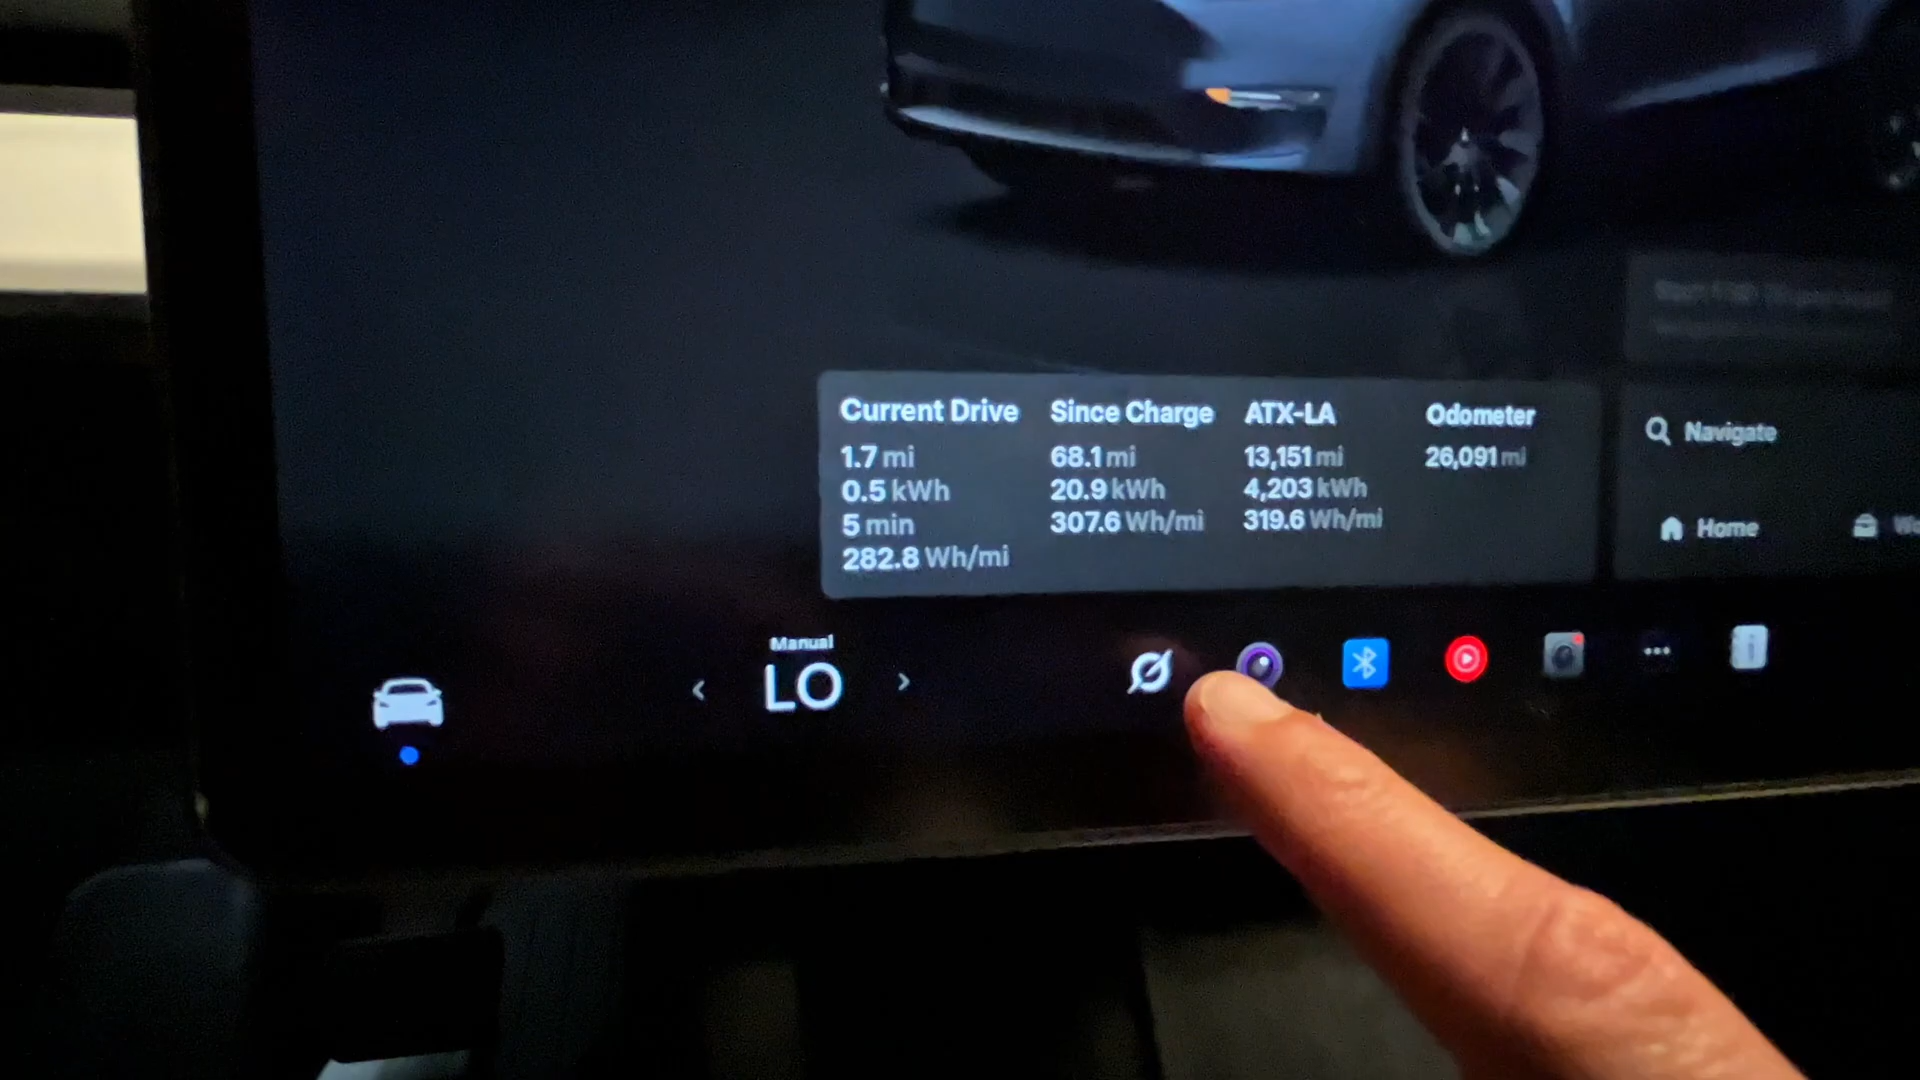 Current Drive
1.7 mi
0.5 kWh
5 min
282.8 Wh/mi
Since Charge
68.1 mi
20.9 kWh
307.6 Wh/mi
ATX-LA
13,151 mi
4,203 kWh
319.6 Wh/mi
Odometer
26,091 mi
Navigate
Home
Manual
LO